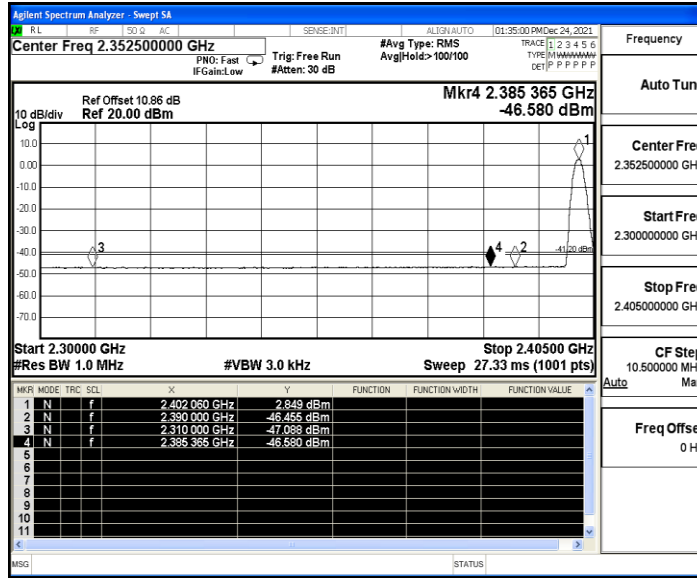 Agilent Spectrum Analyzer - Swept SA
RL RF 50 Ω AC SENSE:INT ALIGNAUTO 01:35:00 PM Dec 24, 2021
Center Freq 2.352500000 GHz
PNO: Fast
IFGain:Low
Trig: Free Run
#Atten: 30 dB
#Avg Type: RMS
Avg|Hold:>100/100
TRACE 1 2 3 4 5 6
TYPE MWWWWW
DET P P P P P P
Ref Offset 10.86 dB
10 dB/div Ref 20.00 dBm
Log
Mkr4 2.385 365 GHz
-46.580 dBm
10.0
0.00
-10.0
-20.0
-30.0
-40.0
-50.0
-60.0
-70.0
1
3
4
2
-41.20 dBm
Start 2.30000 GHz Stop 2.40500 GHz
#Res BW 1.0 MHz #VBW 3.0 kHz Sweep 27.33 ms (1001 pts)
MKR MODE TRC SCL X Y FUNCTION FUNCTION WIDTH FUNCTION VALUE
1 N f 2.402 060 GHz 2.849 dBm
2 N f 2.390 000 GHz -46.455 dBm
3 N f 2.310 000 GHz -47.088 dBm
4 N f 2.385 365 GHz -46.580 dBm
5
6
7
8
9
10
11
MSG STATUS
Frequency
Auto Tun
Center Fre
2.352500000 GH
Start Fre
2.300000000 GH
Stop Fre
2.405000000 GH
CF Step
10.500000 MH
Auto Ma
Freq Offse
0 H